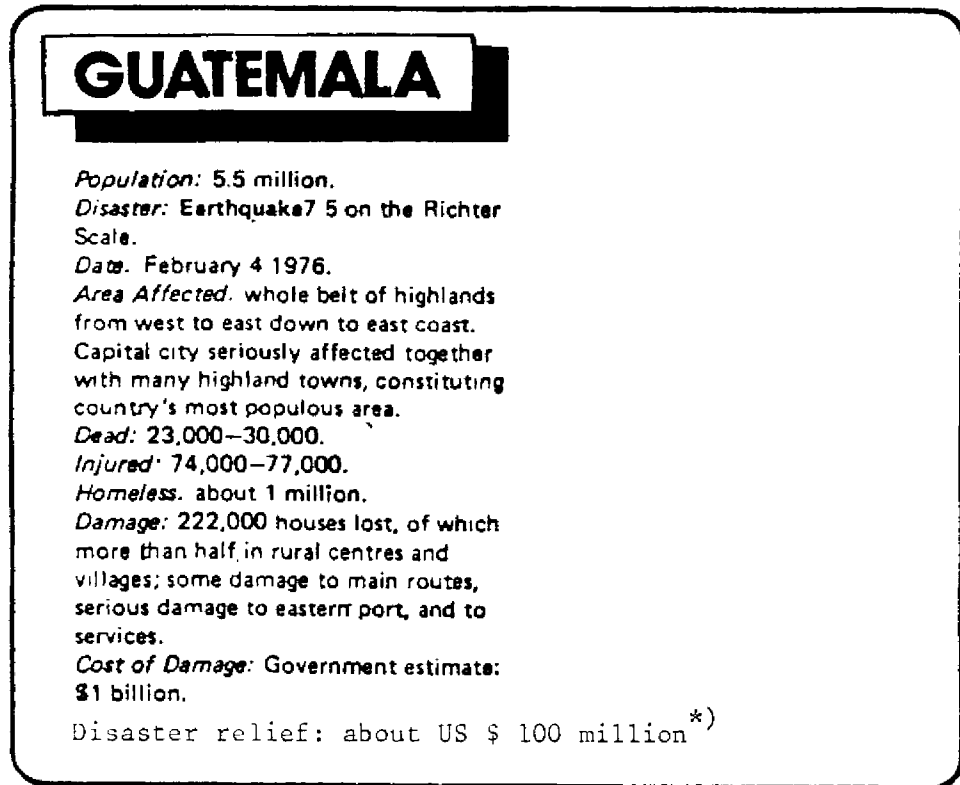 GUATEMALA
Population: 5.5 million.
Disaster: Earthquake7 5 on the Richter
Scale.
Date. February 4 1976.
Area Affected. whole belt of highlands
from west to east down to east coast.
Capital city seriously affected together
with many highland towns, constituting
country's most populous area.
Dead: 23,000–30,000.
Injured· 74,000–77,000.
Homeless. about 1 million.
Damage: 222,000 houses lost, of which
more than half in rural centres and
villages; some damage to main routes,
serious damage to eastern port, and to
services.
Cost of Damage: Government estimate:
$1 billion.
Disaster relief: about US $ 100 million*)